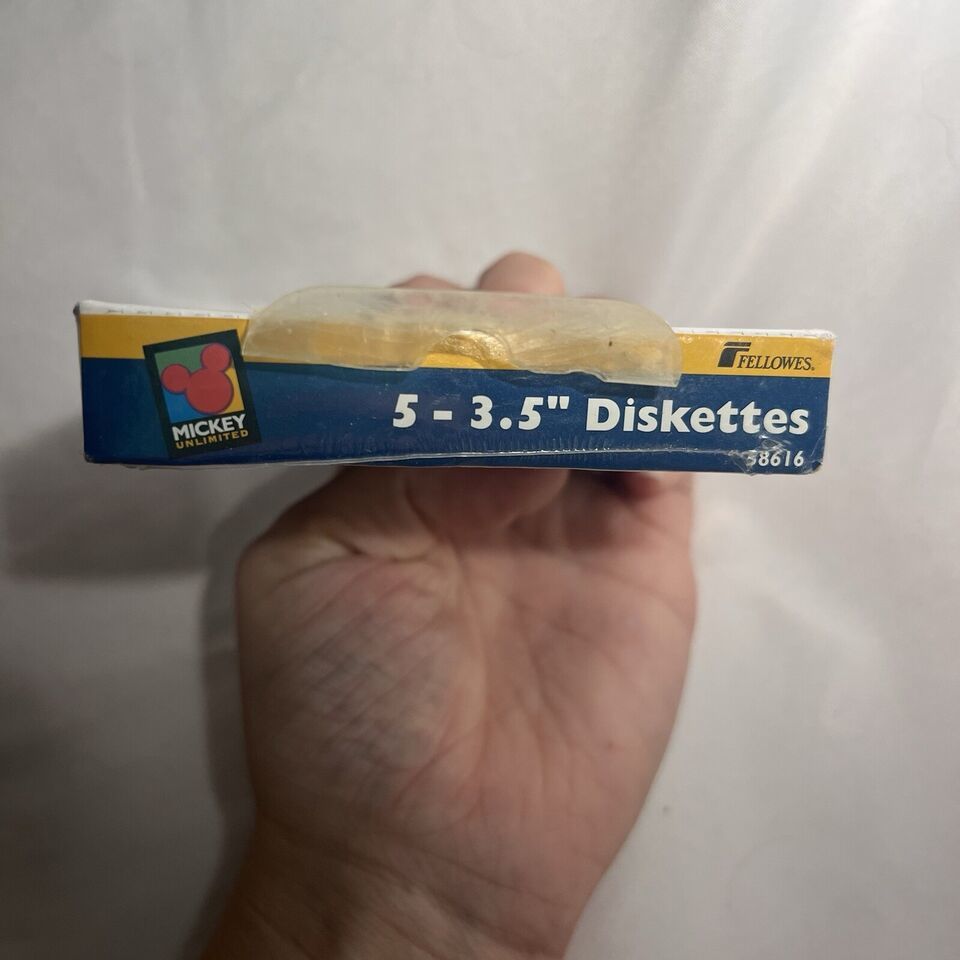 FELLOWES®
MICKEY
UNLIMITED
5 - 3.5" Diskettes